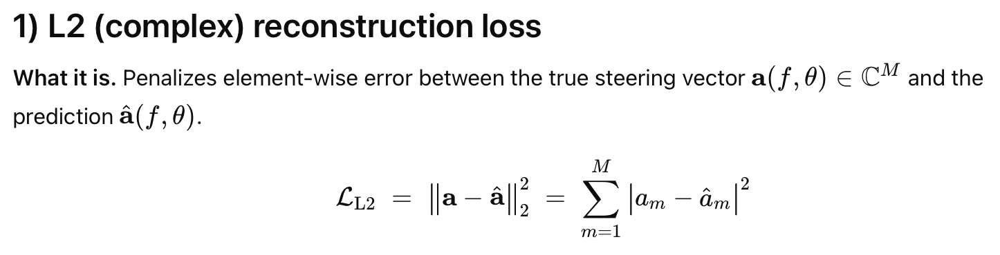 1) L2 (complex) reconstruction loss
What it is. Penalizes element-wise error between the true steering vector $\mathbf{a}(f, \theta) \in \mathbb{C}^M$ and the
prediction $\hat{\mathbf{a}}(f, \theta)$.
$$\mathcal{L}_{\mathrm{L2}} = \left\| \mathbf{a} - \hat{\mathbf{a}} \right\|_2^2 = \sum_{m=1}^{M} \left| a_m - \hat{a}_m \right|^2$$